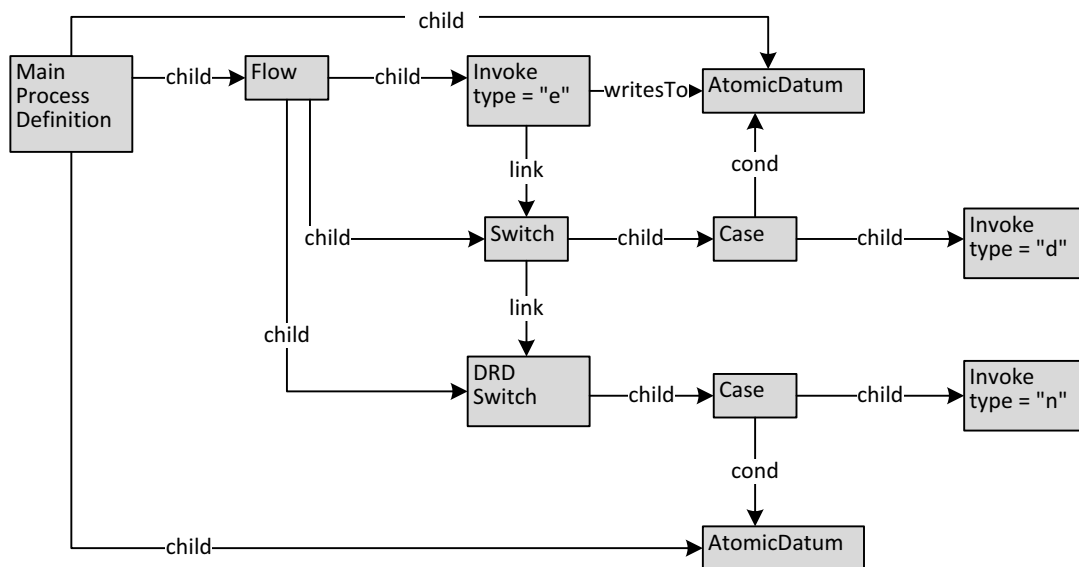 child
Main
Process
Definition
child
Flow
child
Invoke
type = "e"
writesTo
AtomicDatum
link
cond
child
Switch
child
Case
child
Invoke
type = "d"
link
child
DRD
Switch
child
Case
child
Invoke
type = "n"
cond
child
AtomicDatum